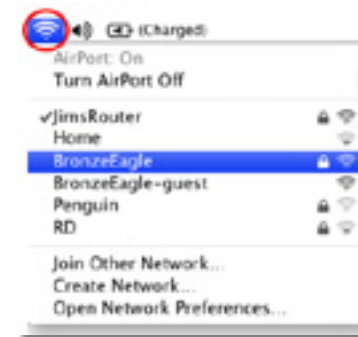 (Charged)
AirPort: On
Turn AirPort Off
JimsRouter
Home
BronzeEagle
BronzeEagle-guest
Penguin
RD
Join Other Network...
Create Network...
Open Network Preferences...